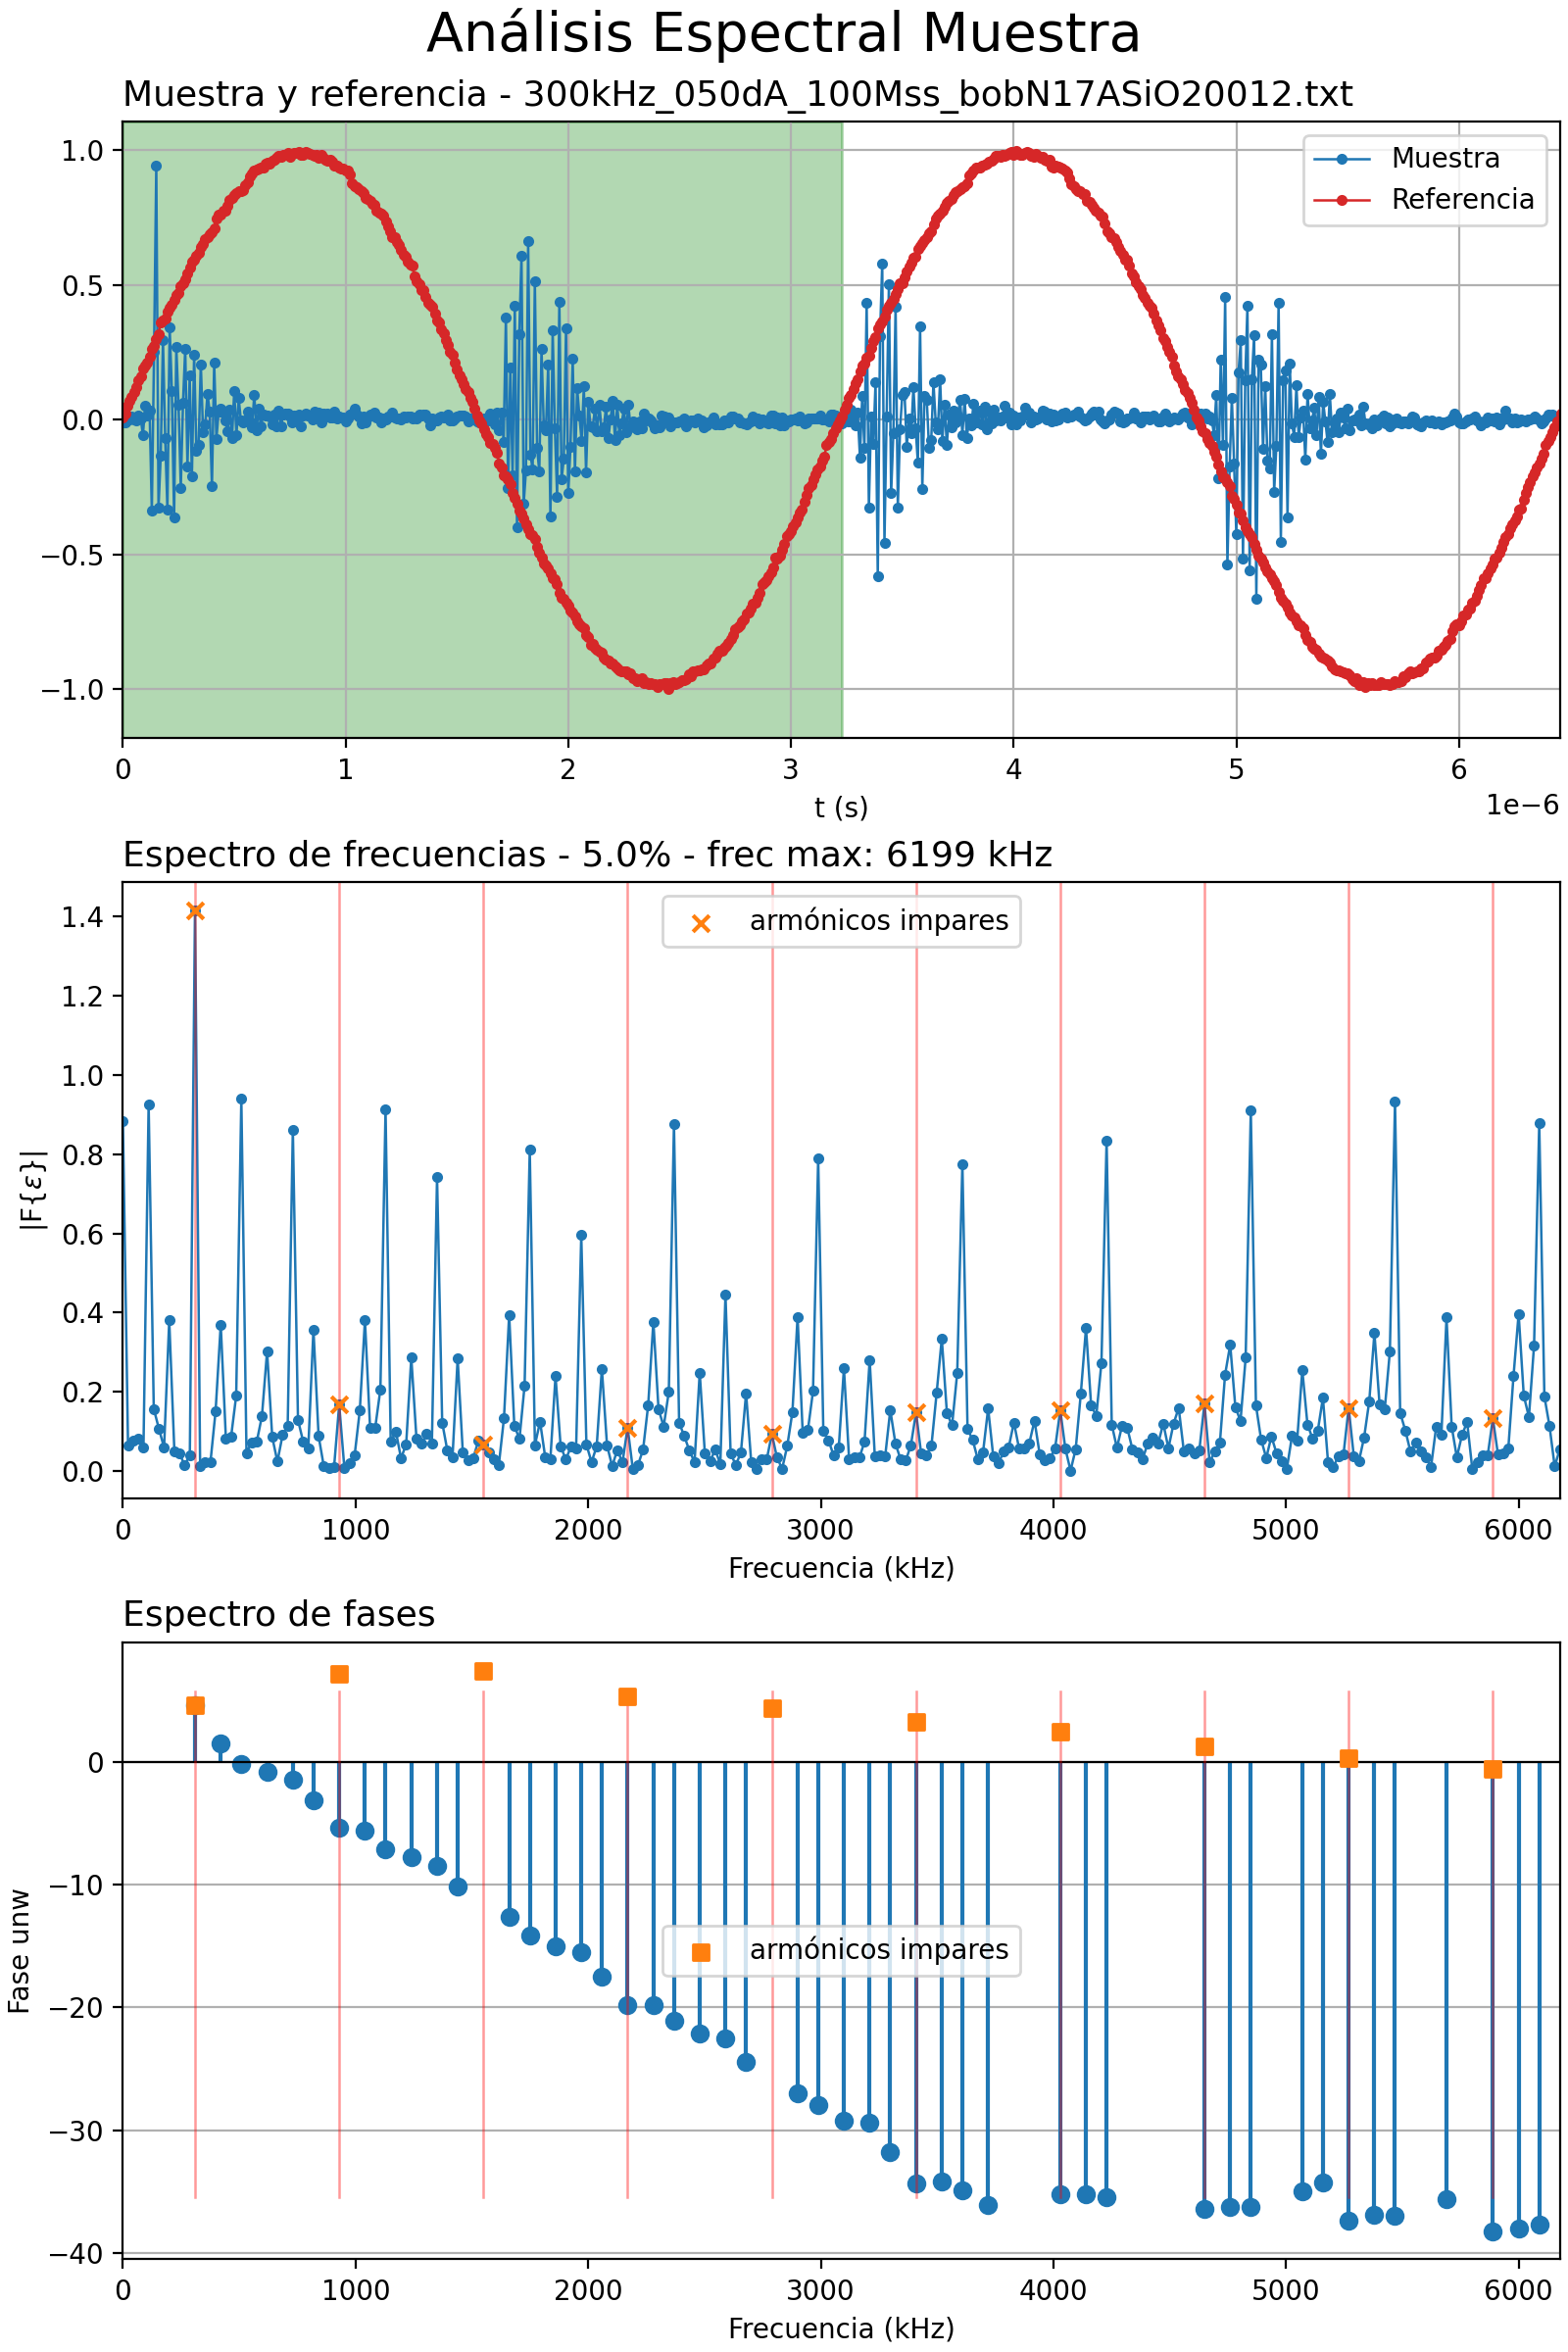 Análisis Espectral Muestra
Muestra y referencia - 300kHz_050dA_100Mss_bobN17ASiO20012.txt
1.0
0.5
0.0
−0.5
−1.0
Muestra
Referencia
0 1 2 3 4 5 6
1e−6
t (s)
Espectro de frecuencias - 5.0% - frec max: 6199 kHz
armónicos impares
1.4
1.2
1.0
0.8
0.6
0.4
0.2
0.0
|F{ε}|
0 1000 2000 3000 4000 5000 6000
Frecuencia (kHz)
Espectro de fases
0
−10
−20
−30
−40
Fase unw
armónicos impares
0 1000 2000 3000 4000 5000 6000
Frecuencia (kHz)